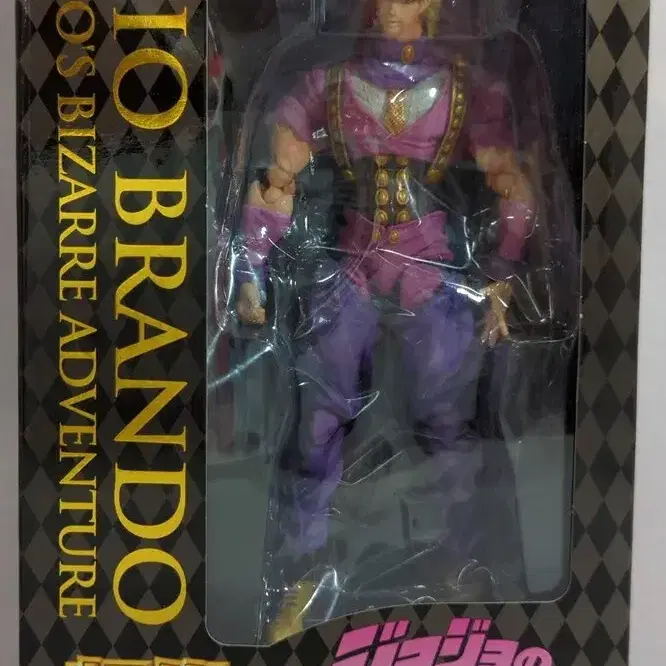 IO BRANDO
O'S BIZARRE ADVENTURE
ジョジョの